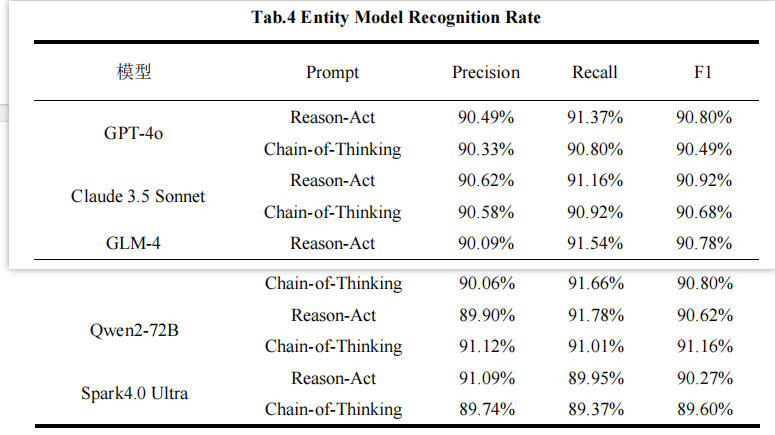 Tab.4 Entity Model Recognition Rate
模型 Prompt Precision Recall F1
GPT-4o
Reason-Act 90.49% 91.37% 90.80%
Chain-of-Thinking 90.33% 90.80% 90.49%
Claude 3.5 Sonnet
Reason-Act 90.62% 91.16% 90.92%
Chain-of-Thinking 90.58% 90.92% 90.68%
GLM-4 Reason-Act 90.09% 91.54% 90.78%
Chain-of-Thinking 90.06% 91.66% 90.80%
Qwen2-72B
Reason-Act 89.90% 91.78% 90.62%
Chain-of-Thinking 91.12% 91.01% 91.16%
Spark4.0 Ultra
Reason-Act 91.09% 89.95% 90.27%
Chain-of-Thinking 89.74% 89.37% 89.60%